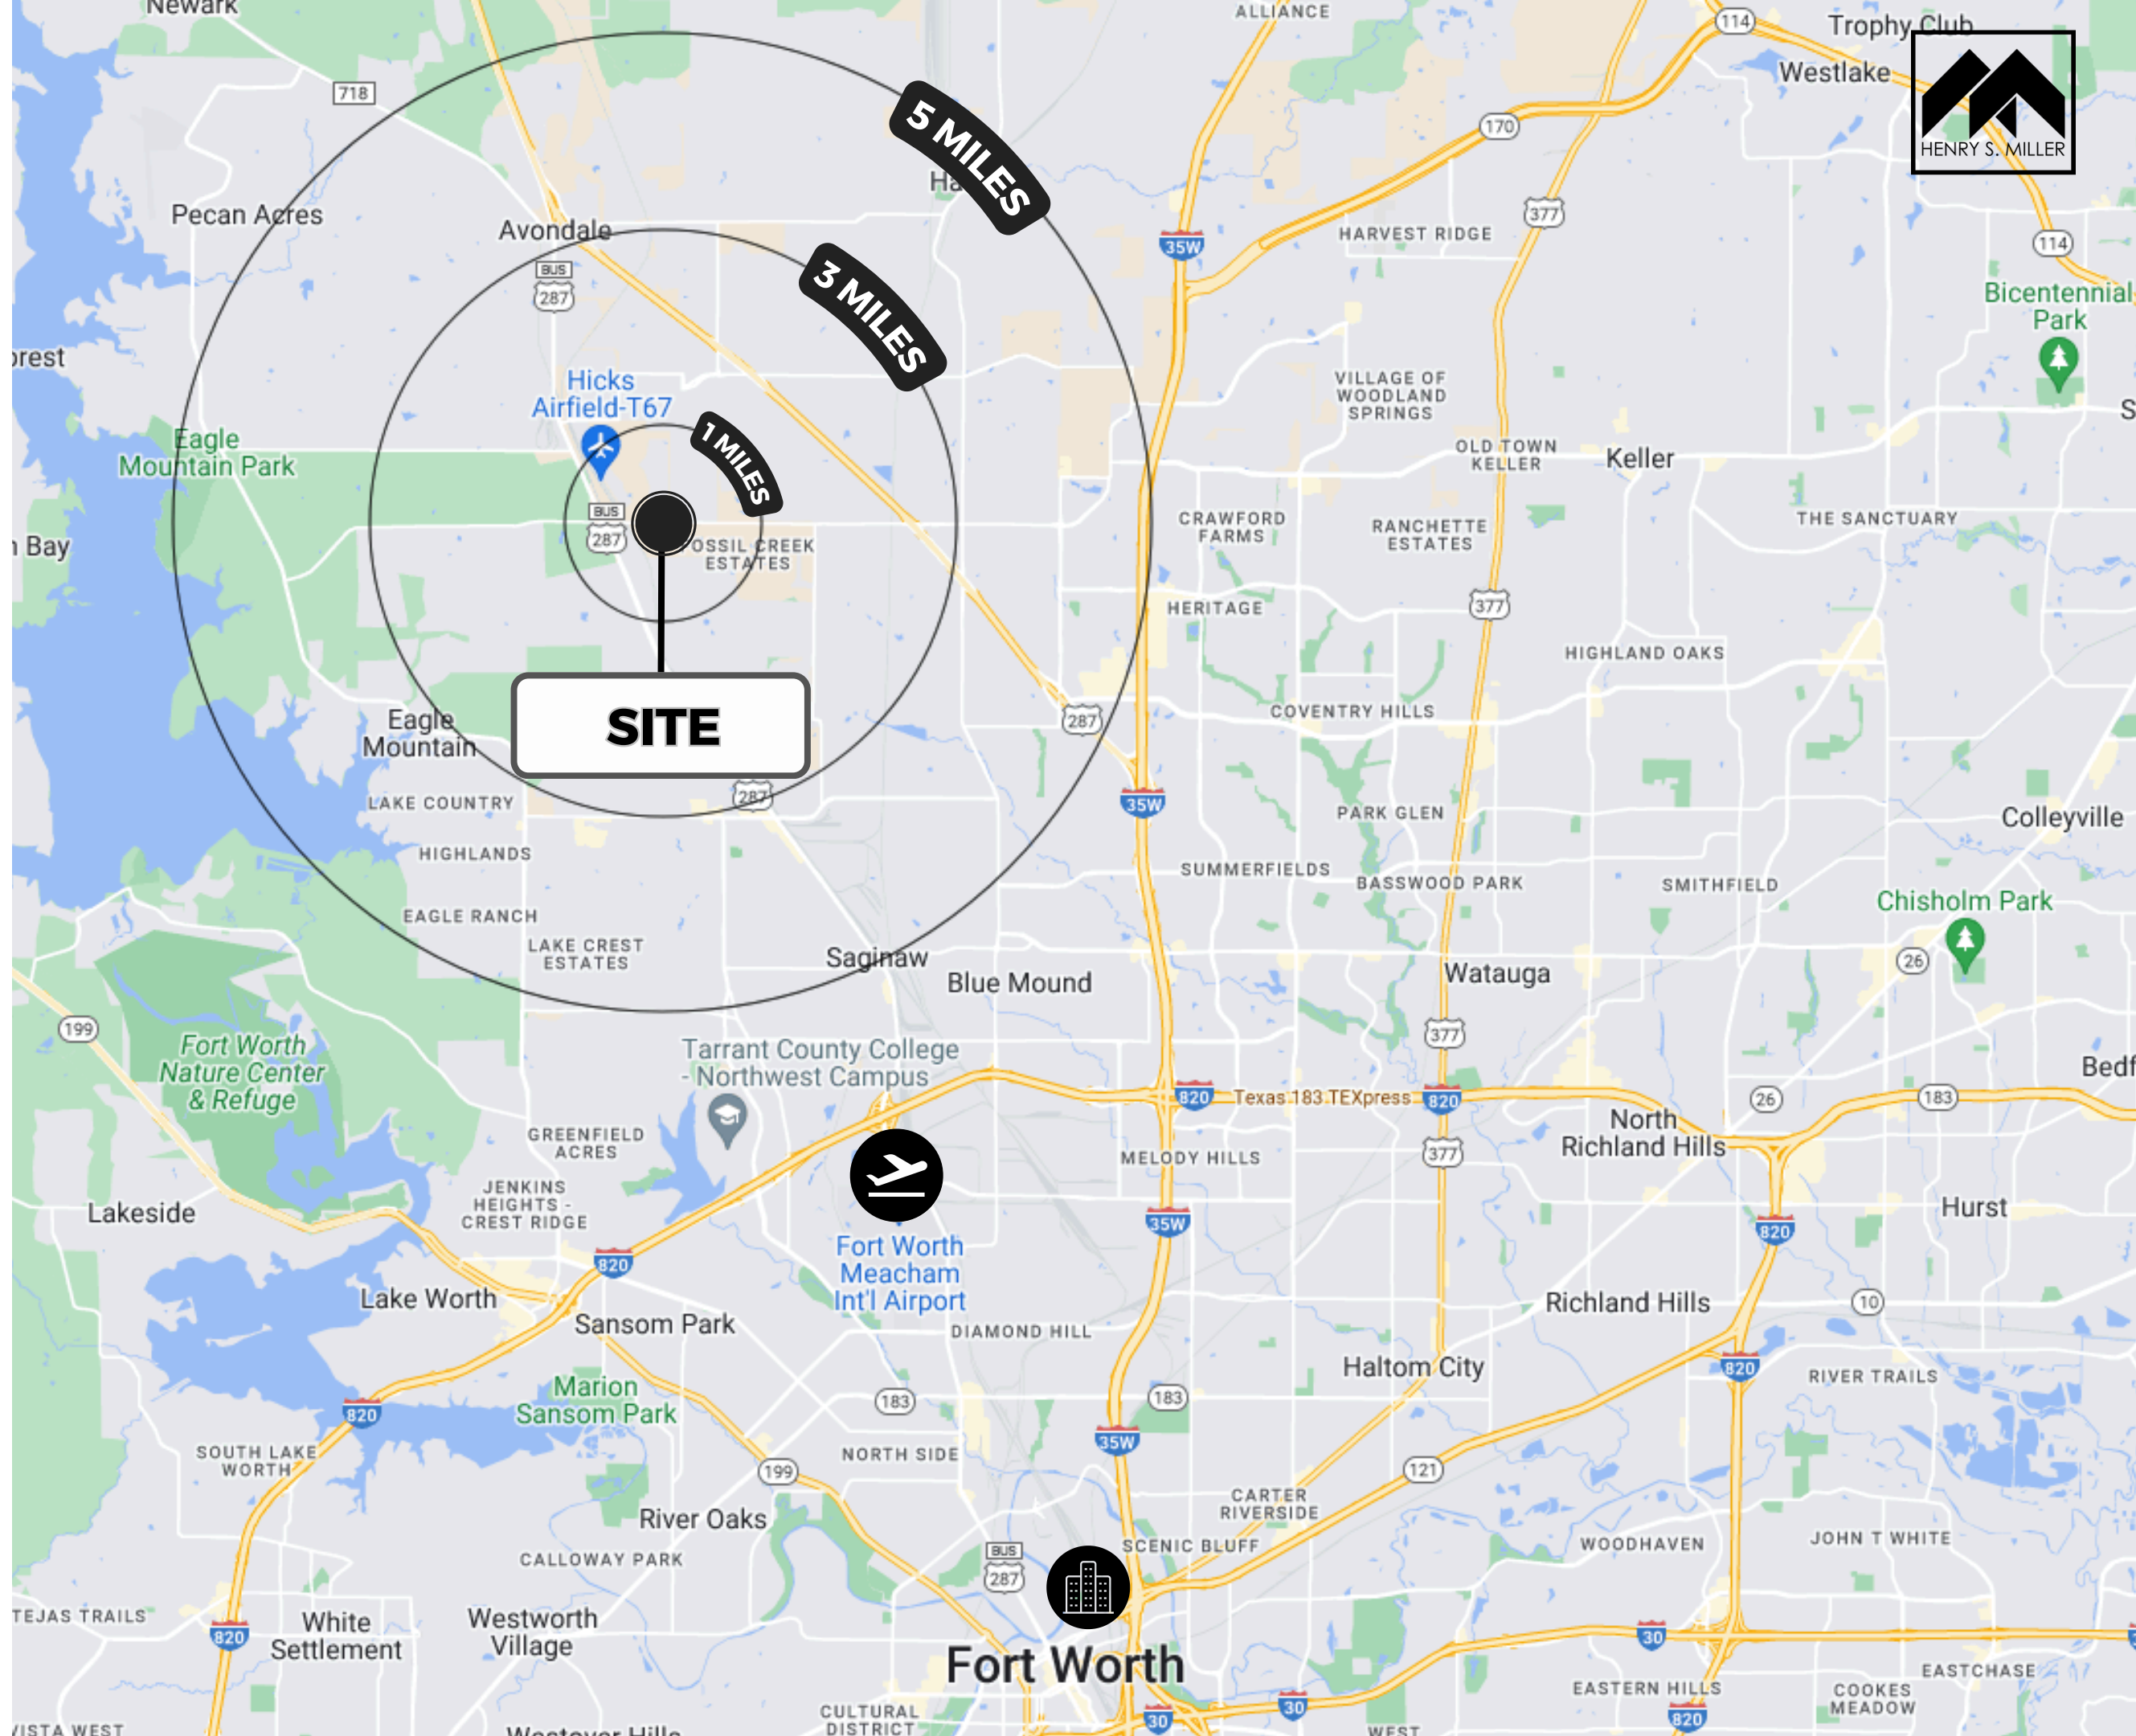 Newark
ALLIANCE
114
Trophy Club
Westlake
HENRY S. MILLER
718
5 MILES
170
Pecan Acres
Avondale
377
35W
HARVEST RIDGE
114
BUS
287
3 MILES
Bicentennial
Park
Hicks
Airfield-T67
VILLAGE OF
WOODLAND
SPRINGS
1 MILES
Eagle
Mountain Park
OLD TOWN
KELLER
Keller
BUS
287
CRAWFORD
FARMS
RANCHETTE
ESTATES
THE SANCTUARY
Bay
OSSIL CREEK
ESTATES
HERITAGE
377
HIGHLAND OAKS
SITE
Eagle
Mountain
287
COVENTRY HILLS
287
LAKE COUNTRY
35W
PARK GLEN
Colleyville
HIGHLANDS
SUMMERFIELDS
BASSWOOD PARK
SMITHFIELD
EAGLE RANCH
Chisholm Park
LAKE CREST
ESTATES
Saginaw
Blue Mound
Watauga
26
199
377
Fort Worth
Nature Center
& Refuge
Tarrant County College
- Northwest Campus
Bedf
820
Texas 183 TEXpress
820
26
183
GREENFIELD
ACRES
North
Richland Hills
377
MELODY HILLS
JENKINS
HEIGHTS -
CREST RIDGE
Lakeside
35W
Hurst
820
Fort Worth
Meacham
Int'l Airport
820
Lake Worth
Sansom Park
Richland Hills
10
DIAMOND HILL
Haltom City
820
RIVER TRAILS
Marion
Sansom Park
820
183
183
35W
SOUTH LAKE
WORTH
NORTH SIDE
199
121
River Oaks
CARTER
RIVERSIDE
CALLOWAY PARK
BUS
287
SCENIC BLUFF
WOODHAVEN
JOHN T WHITE
TEJAS TRAILS
820
White
Settlement
Westworth
Village
Fort Worth
30
EASTCHASE
EASTERN HILLS
COOKES
MEADOW
30
30
820
CULTURAL
DISTRICT
VISTA WEST
Westover Hills
WEST